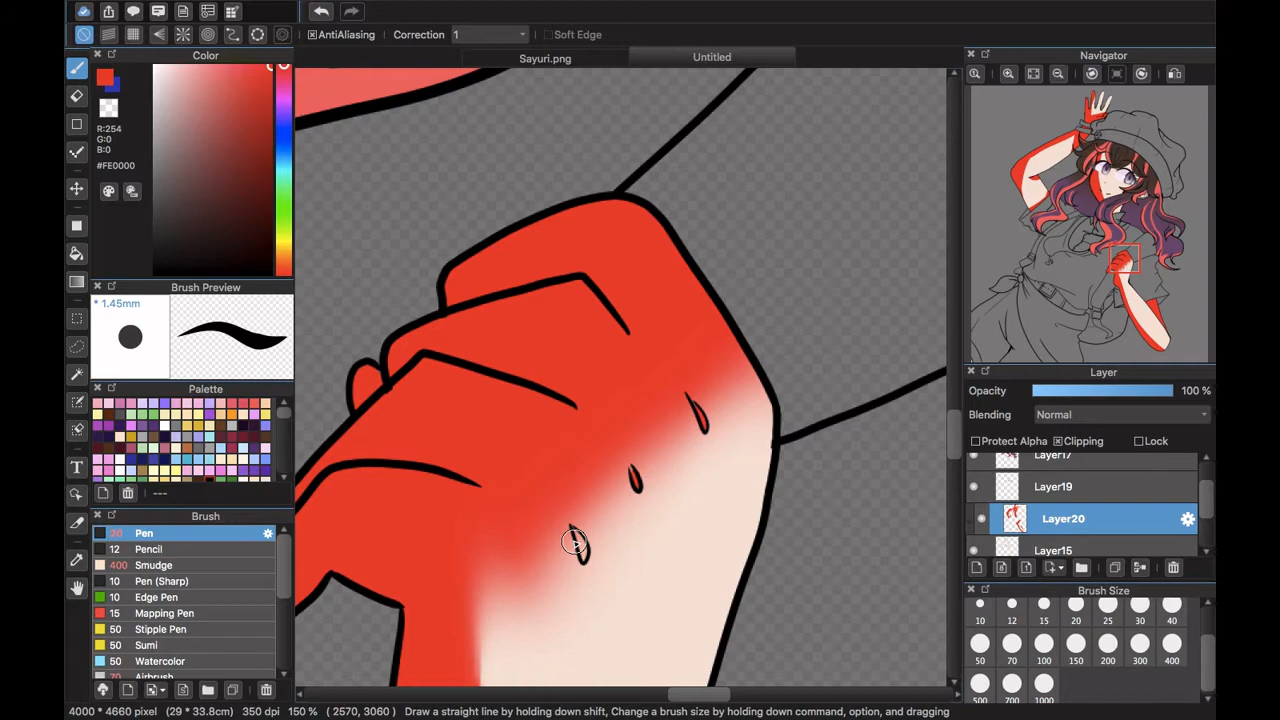 AntiAliasing Correction 1 Soft Edge
Color
Sayuri.png
Untitled
Navigator
R:254
G:0
B:0
#FE0000
Brush Preview
* 1.45mm
Palette
---
Brush
20 Pen
12 Pencil
400 Smudge
10 Pen (Sharp)
10 Edge Pen
15 Mapping Pen
50 Stipple Pen
50 Sumi
50 Watercolor
70 Airbrush
Layer
Opacity 100 %
Blending Normal
Protect Alpha Clipping Lock
Layer17
Layer19
Layer20
Layer15
Brush Size
10 12 15 20 25 30 40
50 70 100 150 200 300 400
500 700 1000
4000 * 4660 pixel (29 * 33.8cm) 350 dpi 150 % ( 2570, 3060 ) Draw a straight line by holding down shift, Change a brush size by holding down command, option, and dragging